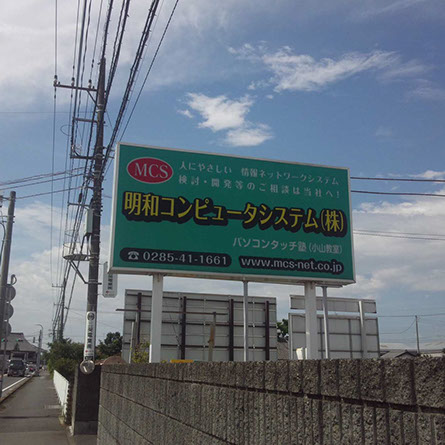 MCS
人にやさしい 情報ネットワークシステム
検討・開発等のご相談は当社へ!
明和コンピュータシステム(株)
パソコンタッチ塾(小山教室)
☎0285-41-1661
www.mcs-net.co.jp